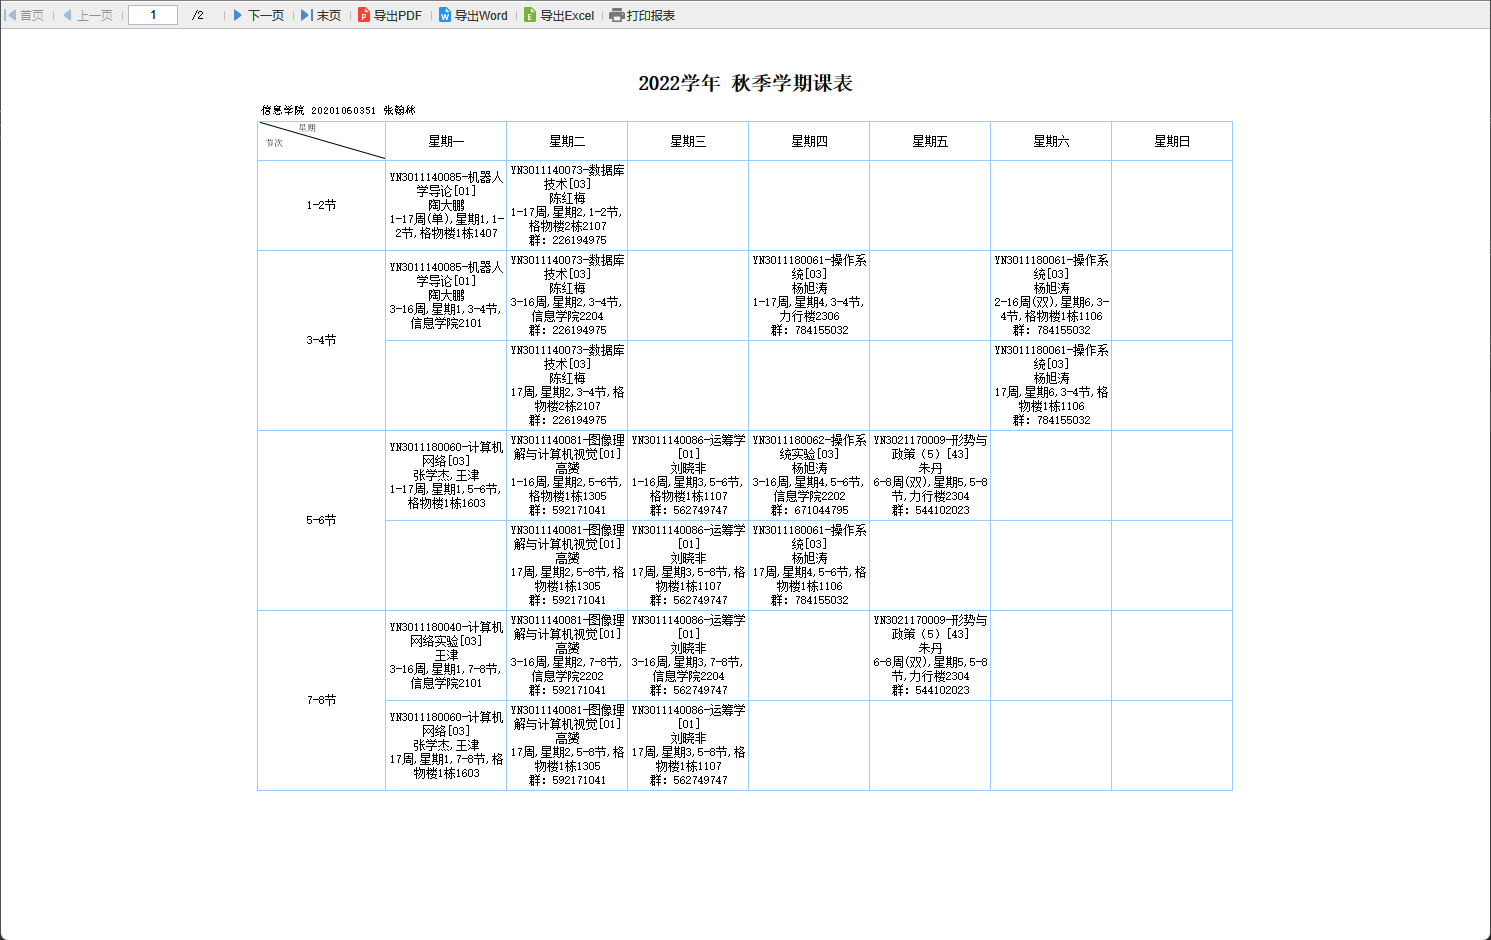 首页 上一页 1 /2 下一页 末页 导出PDF 导出Word 导出Excel 打印报表
2022学年 秋季学期课表
信息学院 20201060351 张翰林
星期
节次
星期一 星期二 星期三 星期四 星期五 星期六 星期日
1-2节
YN3011140085-机器人
学导论[01]
陶大鹏
1-17周(单),星期1,1-
2节,格物楼1栋1407
YN3011140073-数据库
技术[03]
陈红梅
1-17周,星期2,1-2节,
格物楼2栋2107
群: 226194975
3-4节
YN3011140085-机器人
学导论[01]
陶大鹏
3-16周,星期1,3-4节,
信息学院2101
YN3011140073-数据库
技术[03]
陈红梅
3-16周,星期2,3-4节,
信息学院2204
群: 226194975
YN3011180061-操作系
统[03]
杨旭涛
1-17周,星期4,3-4节,
力行楼2306
群: 784155032
YN3011180061-操作系
统[03]
杨旭涛
2-16周(双),星期6,3-
4节,格物楼1栋1106
群: 784155032
YN3011140073-数据库
技术[03]
陈红梅
17周,星期2,3-4节,格
物楼2栋2107
群: 226194975
YN3011180061-操作系
统[03]
杨旭涛
17周,星期6,3-4节,格
物楼1栋1106
群: 784155032
5-6节
YN3011180060-计算机
网络[03]
张学杰,王津
1-17周,星期1,5-6节,
格物楼1栋1603
YN3011140081-图像理
解与计算机视觉[01]
高赟
1-16周,星期2,5-6节,
格物楼1栋1305
群: 592171041
YN3011140086-运筹学
[01]
刘晓非
1-16周,星期3,5-6节,
格物楼1栋1107
群: 562749747
YN3011180062-操作系
统实验[03]
杨旭涛
3-16周,星期4,5-6节,
信息学院2202
群: 671044795
YN3021170009-形势与
政策（5）[43]
朱丹
6-8周(双),星期5,5-8
节,力行楼2304
群: 544102023
YN3011140081-图像理
解与计算机视觉[01]
高赟
17周,星期2,5-8节,格
物楼1栋1305
群: 592171041
YN3011140086-运筹学
[01]
刘晓非
17周,星期3,5-8节,格
物楼1栋1107
群: 562749747
YN3011180061-操作系
统[03]
杨旭涛
17周,星期4,5-6节,格
物楼1栋1106
群: 784155032
7-8节
YN3011180040-计算机
网络实验[03]
王津
3-16周,星期1,7-8节,
信息学院2101
YN3011140081-图像理
解与计算机视觉[01]
高赟
3-16周,星期2,7-8节,
信息学院2202
群: 592171041
YN3011140086-运筹学
[01]
刘晓非
3-16周,星期3,7-8节,
信息学院2204
群: 562749747
YN3021170009-形势与
政策（5）[43]
朱丹
6-8周(双),星期5,5-8
节,力行楼2304
群: 544102023
YN3011180060-计算机
网络[03]
张学杰,王津
17周,星期1,7-8节,格
物楼1栋1603
YN3011140081-图像理
解与计算机视觉[01]
高赟
17周,星期2,5-8节,格
物楼1栋1305
群: 592171041
YN3011140086-运筹学
[01]
刘晓非
17周,星期3,5-8节,格
物楼1栋1107
群: 562749747